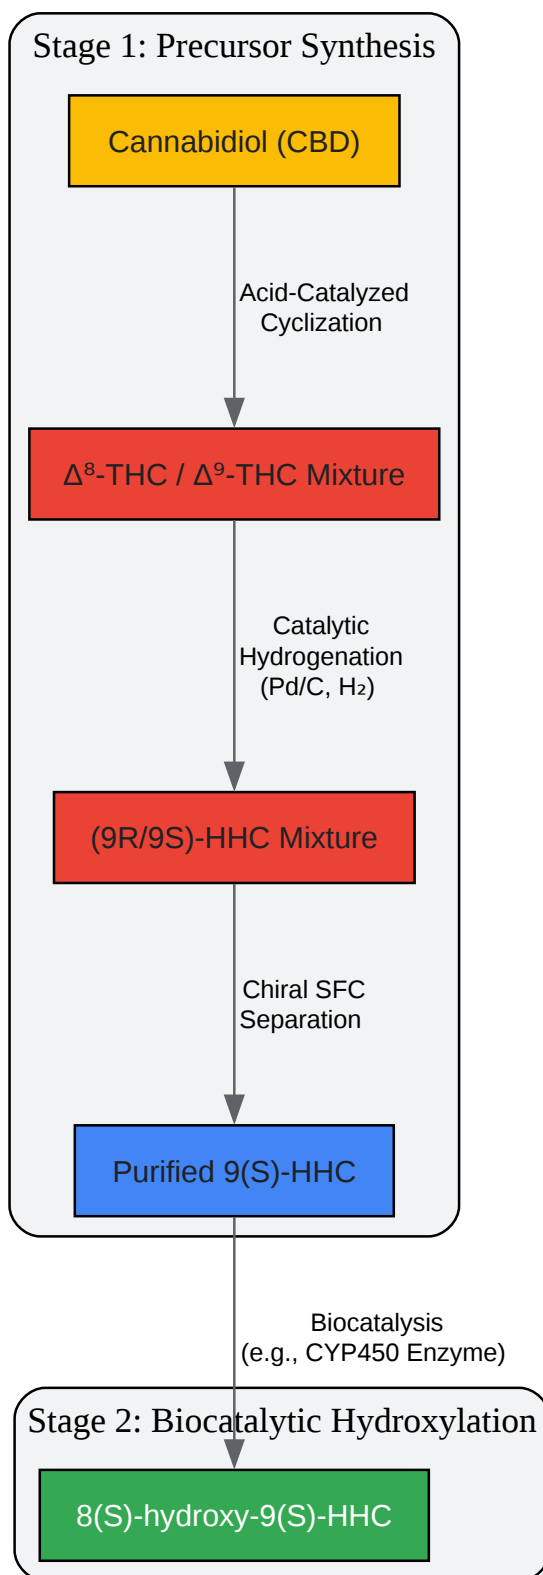 Stage 1: Precursor Synthesis
Cannabidiol (CBD)
Acid-Catalyzed
Cyclization
Δ⁸-THC / Δ⁹-THC Mixture
Catalytic
Hydrogenation
(Pd/C, H₂)
(9R/9S)-HHC Mixture
Chiral SFC
Separation
Purified 9(S)-HHC
Biocatalysis
(e.g., CYP450 Enzyme)
Stage 2: Biocatalytic Hydroxylation
8(S)-hydroxy-9(S)-HHC